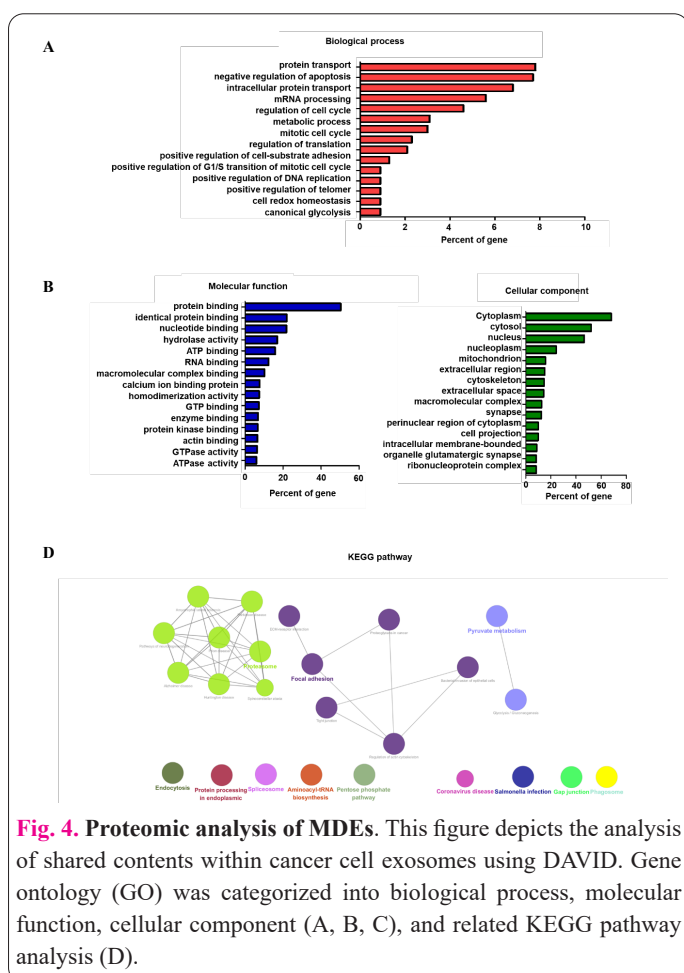 A
Biological process
protein transport
negative regulation of apoptosis
intracellular protein transport
mRNA processing
regulation of cell cycle
metabolic process
mitotic cell cycle
regulation of translation
positive regulation of cell-substrate adhesion
positive regulation of G1/S transition of mitotic cell cycle
positive regulation of DNA replication
positive regulation of telomer
cell redox homeostasis
canonical glycolysis
0 2 4 6 8 10
Percent of gene
B
Molecular function
protein binding
identical protein binding
nucleotide binding
hydrolase activity
ATP binding
RNA binding
macromolecular complex binding
calcium ion binding protein
homodimerization activity
GTP binding
enzyme binding
protein kinase binding
actin binding
GTPase activity
ATPase activity
0 20 40 60
Percent of gene
Cellular component
Cytoplasm
cytosol
nucleus
nucleoplasm
mitochondrion
extracellular region
cytoskeleton
extracellular space
macromolecular complex
synapse
perinuclear region of cytoplasm
cell projection
intracellular membrane-bounded
organelle glutamatergic synapse
ribonucleoprotein complex
0 20 40 60 80
Percent of gene
D
KEGG pathway
Proteasome
Focal adhesion
Pyruvate metabolism
Endocytosis
Protein processing
in endoplasmic
Spliceosome
Aminoacyl-tRNA
biosynthesis
Pentose phosphate
pathway
Coronavirus disease
Salmonella infection
Gap junction
Phagosome
Fig. 4. Proteomic analysis of MDEs. This figure depicts the analysis
of shared contents within cancer cell exosomes using DAVID. Gene
ontology (GO) was categorized into biological process, molecular
function, cellular component (A, B, C), and related KEGG pathway
analysis (D).